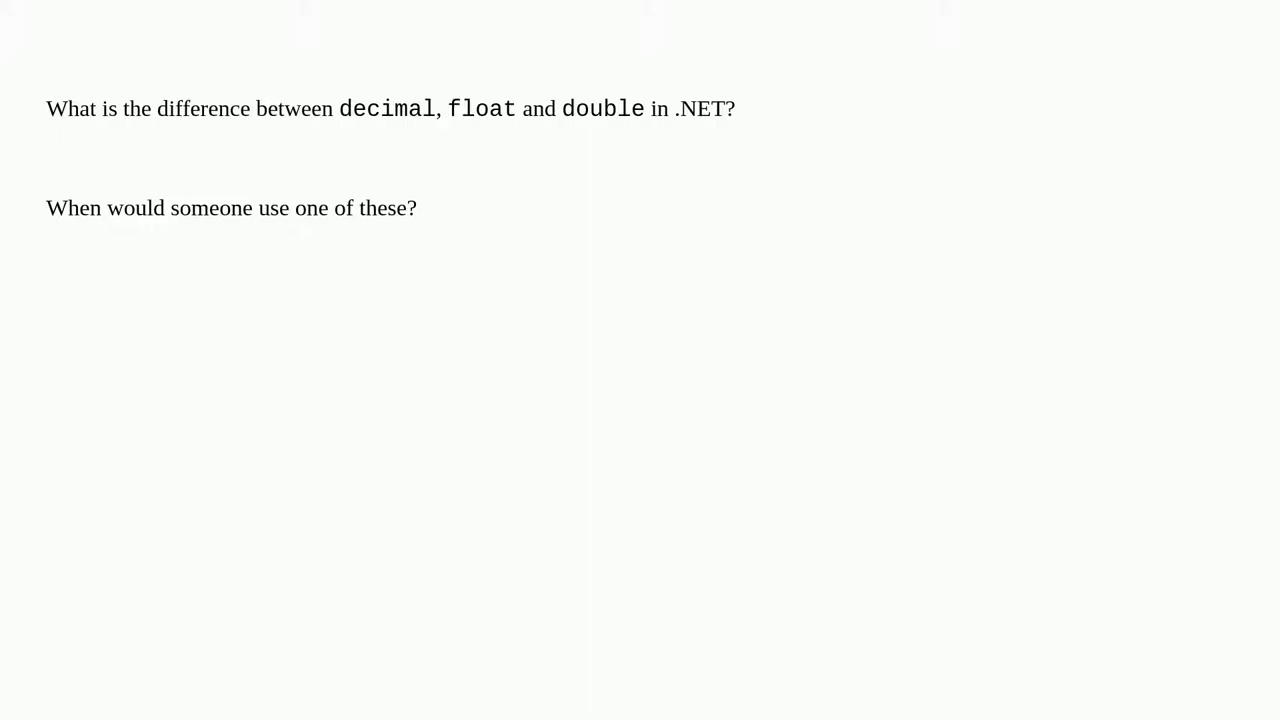 What is the difference between decimal, float and double in .NET?
When would someone use one of these?